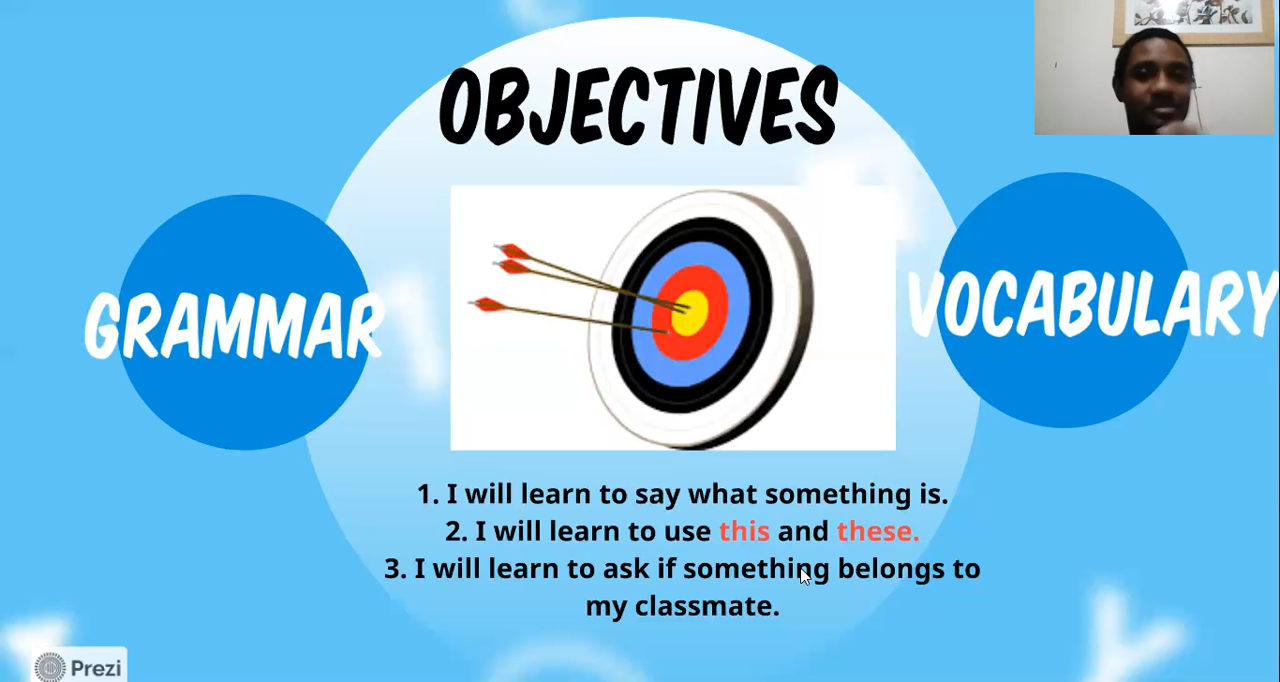 OBJECTIVES
GRAMMAR
VOCABULARY
1. I will learn to say what something is.
2. I will learn to use this and these.
3. I will learn to ask if something belongs to
my classmate.
Prezi